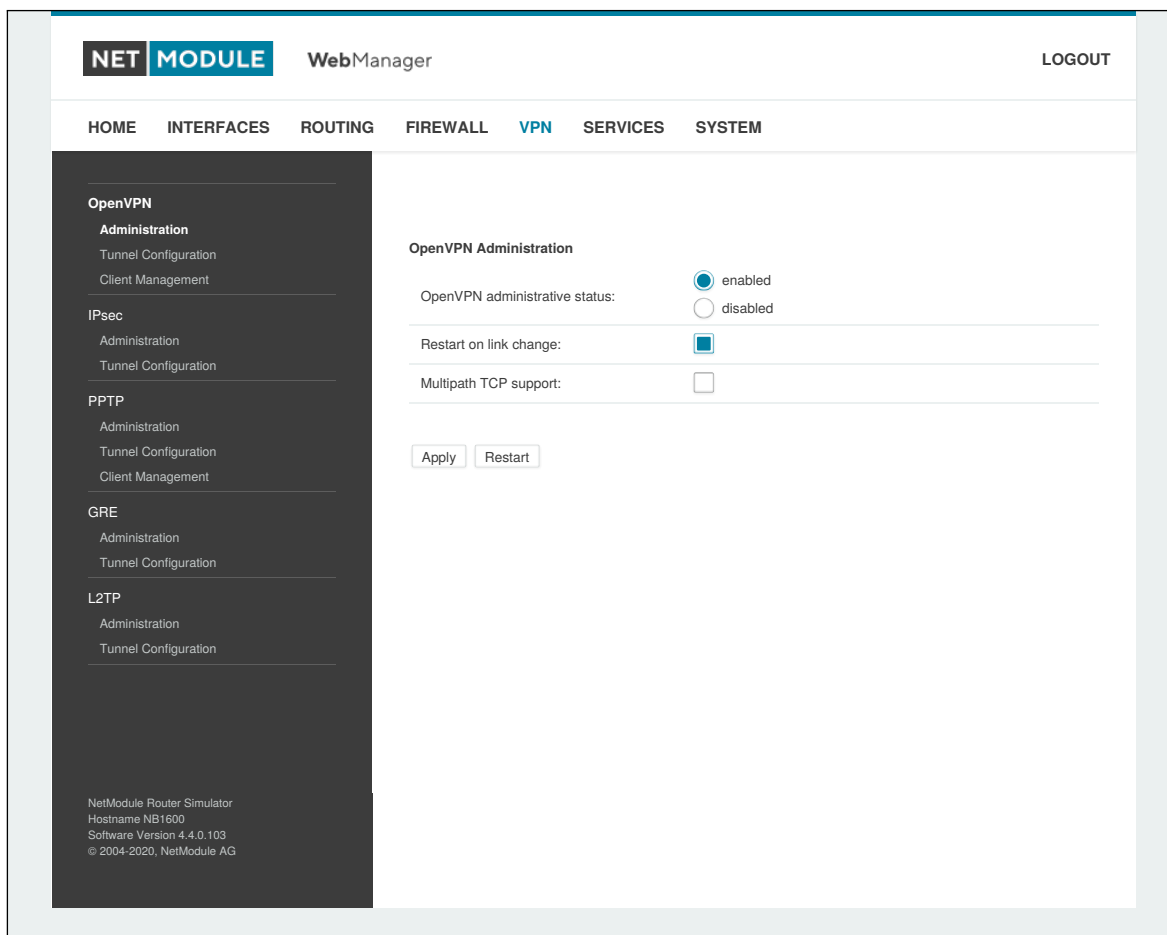 NET MODULE WebManager LOGOUT
HOME INTERFACES ROUTING FIREWALL VPN SERVICES SYSTEM
OpenVPN
Administration
Tunnel Configuration
Client Management
IPsec
Administration
Tunnel Configuration
PPTP
Administration
Tunnel Configuration
Client Management
GRE
Administration
Tunnel Configuration
L2TP
Administration
Tunnel Configuration
NetModule Router Simulator
Hostname NB1600
Software Version 4.4.0.103
© 2004-2020, NetModule AG
OpenVPN Administration
OpenVPN administrative status:
enabled
disabled
Restart on link change:
Multipath TCP support:
Apply Restart